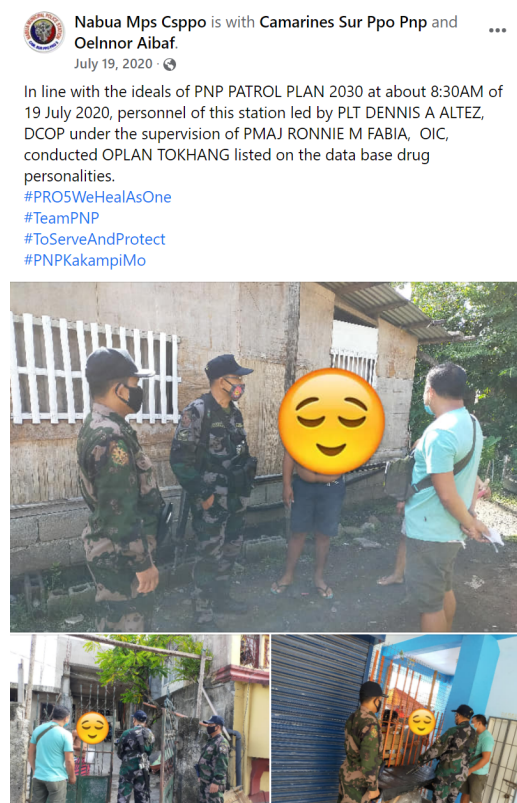 Nabua Mps Csppo is with Camarines Sur Ppo Pnp and
Oelnnor Aibaf.
July 19, 2020 ·
In line with the ideals of PNP PATROL PLAN 2030 at about 8:30AM of
19 July 2020, personnel of this station led by PLT DENNIS A ALTEZ,
DCOP under the supervision of PMAJ RONNIE M FABIA, OIC,
conducted OPLAN TOKHANG listed on the data base drug
personalities.
#PRO5WeHealAsOne
#TeamPNP
#ToServeAndProtect
#PNPKakampiMo